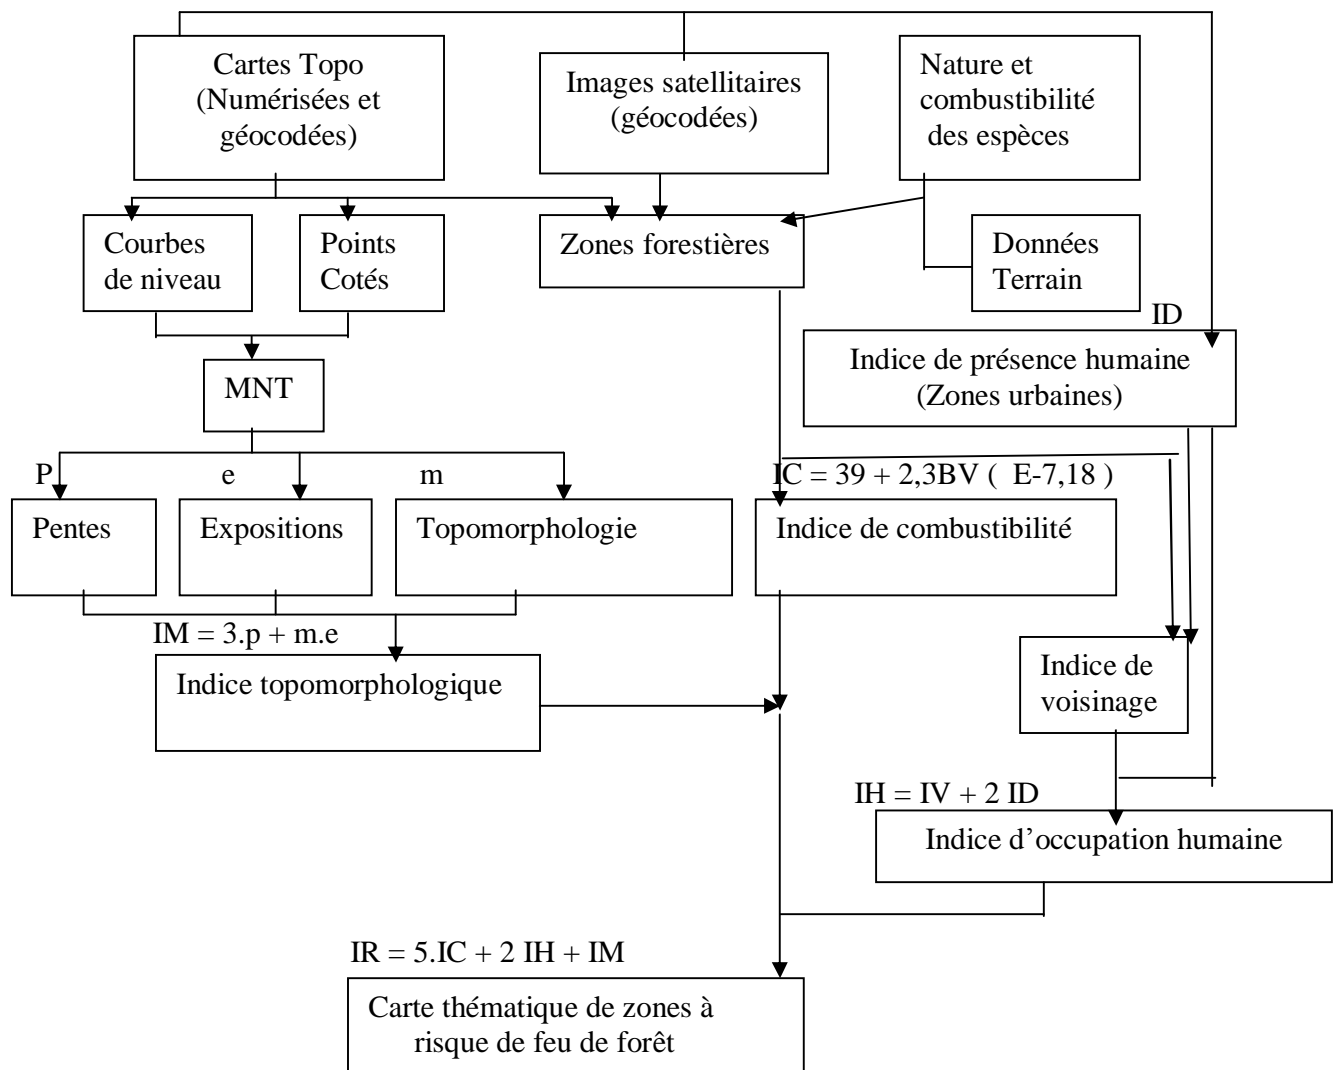 Cartes Topo
(Numérisées et
géocodées)
Images satellitaires
(géocodées)
Nature et
combustibilité
des espèces
Courbes
de niveau
Points
Cotés
Zones forestières
Données
Terrain
ID
Indice de présence humaine
(Zones urbaines)
MNT
P
e
m
IC = 39 + 2,3BV ( E-7,18 )
Pentes
Expositions
Topomorphologie
Indice de combustibilité
IM = 3.p + m.e
Indice topomorphologique
Indice de
voisinage
IH = IV + 2 ID
Indice d’occupation humaine
IR = 5.IC + 2 IH + IM
Carte thématique de zones à
risque de feu de forêt